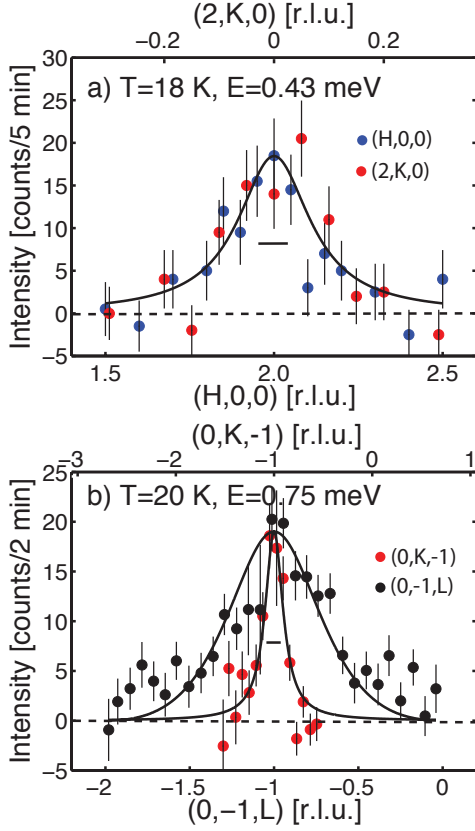 (2,K,0) [r.l.u.]
−0.2 0 0.2
30
25
20
15
10
5
0
−5
Intensity [counts/5 min]
a) T=18 K, E=0.43 meV
(H,0,0)
(2,K,0)
1.5 2.0 2.5
(H,0,0) [r.l.u.]
(0,K,-1) [r.l.u.]
−3 −2 −1 0 1
25
20
15
10
5
0
−5
Intensity [counts/2 min]
b) T=20 K, E=0.75 meV
(0,K,-1)
(0,-1,L)
−2 −1.5 −1 −0.5 0
(0,-1,L) [r.l.u.]